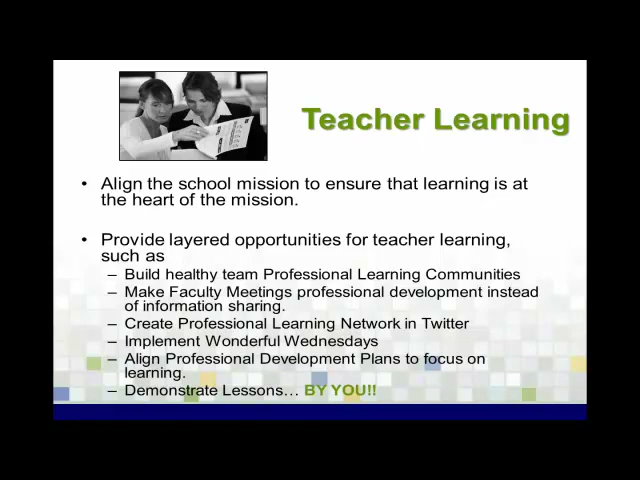 Teacher Learning
• Align the school mission to ensure that learning is at
the heart of the mission.
• Provide layered opportunities for teacher learning,
such as
– Build healthy team Professional Learning Communities
– Make Faculty Meetings professional development instead
of information sharing.
– Create Professional Learning Network in Twitter
– Implement Wonderful Wednesdays
– Align Professional Development Plans to focus on
learning.
– Demonstrate Lessons… BY YOU!!